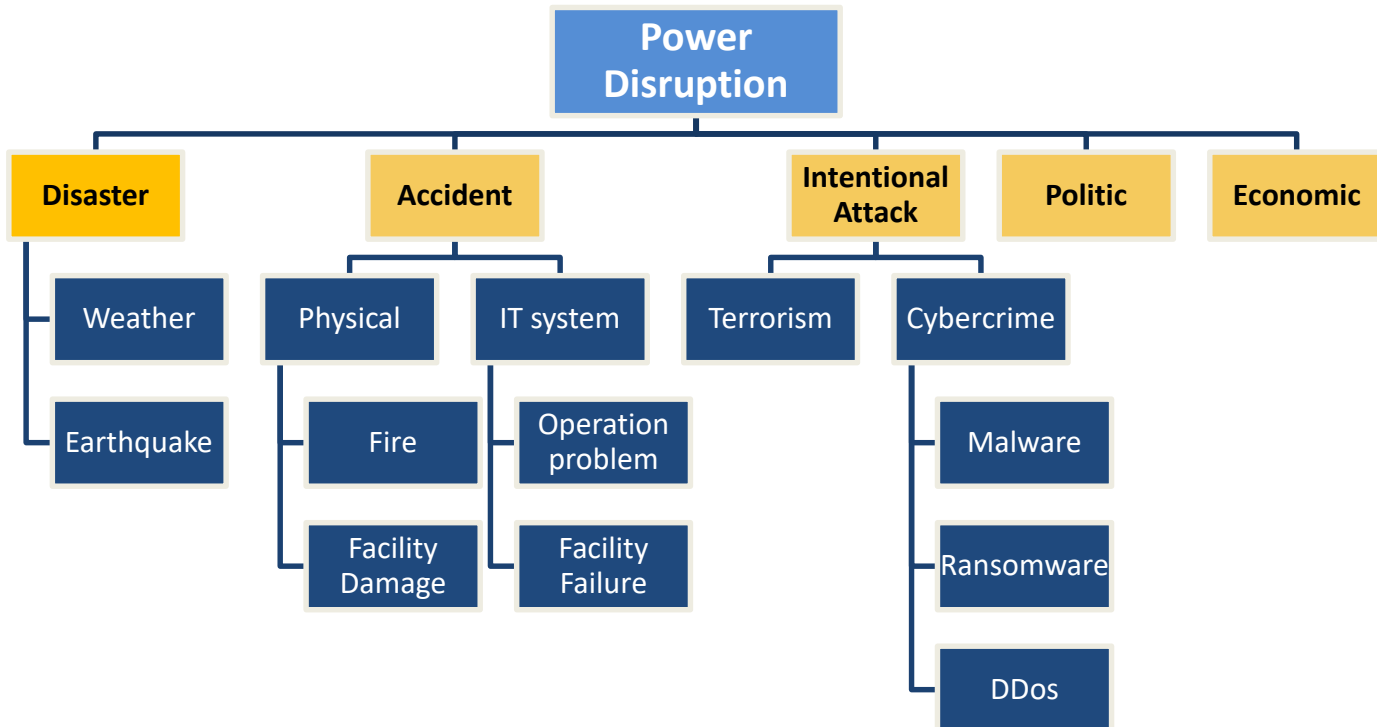 Power
Disruption
Disaster
Accident
Intentional
Attack
Politic
Economic
Weather
Physical
IT system
Terrorism
Cybercrime
Earthquake
Fire
Operation
problem
Malware
Facility
Damage
Facility
Failure
Ransomware
DDos